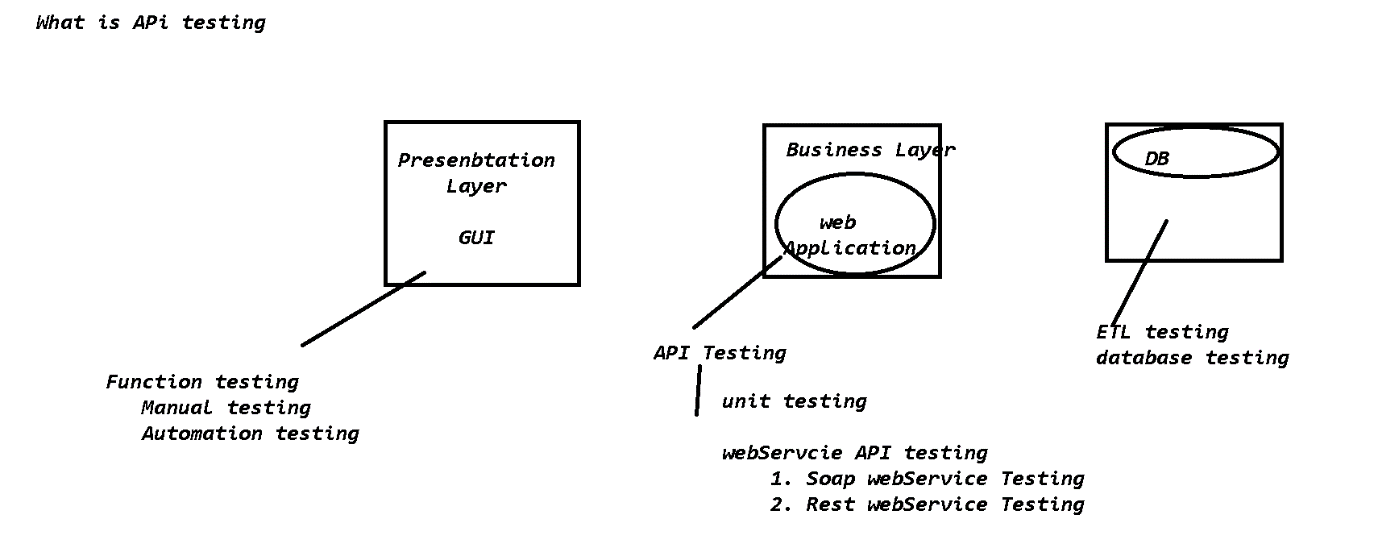 What is APi testing
Presenbtation
Layer
GUI
Business Layer
web
Application
DB
Function testing
Manual testing
Automation testing
API Testing
unit testing
webServcie API testing
1. Soap webService Testing
2. Rest webService Testing
ETL testing
database testing